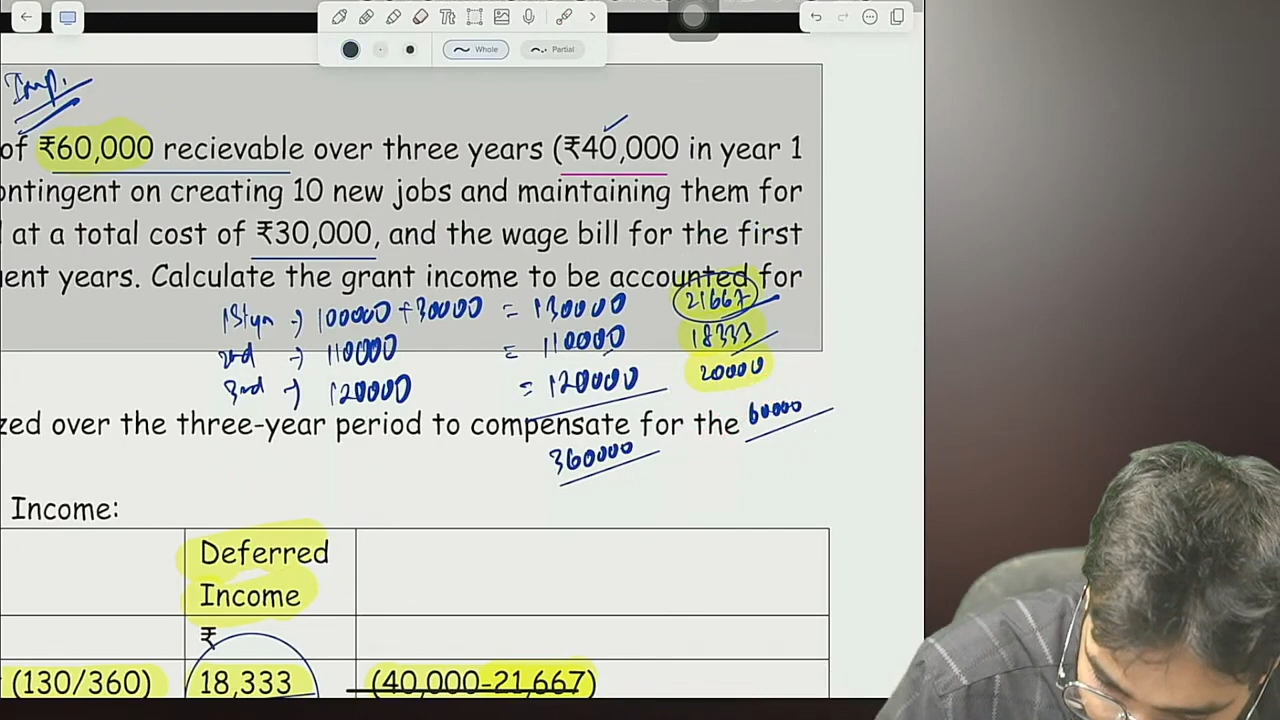 Whole Partial
Imp.
of ₹60,000 recievable over three years (₹40,000 in year 1
ontingent on creating 10 new jobs and maintaining them for
at a total cost of ₹30,000, and the wage bill for the first
ent years. Calculate the grant income to be accounted for
1st yr → 100000 + 30000 = 130000 21667
2nd → 110000 = 110000 18333
3rd → 120000 = 120000 20000
zed over the three-year period to compensate for the 60000
360000
Income:
Deferred
Income
₹
(130/360) 18,333 (40,000-21,667)